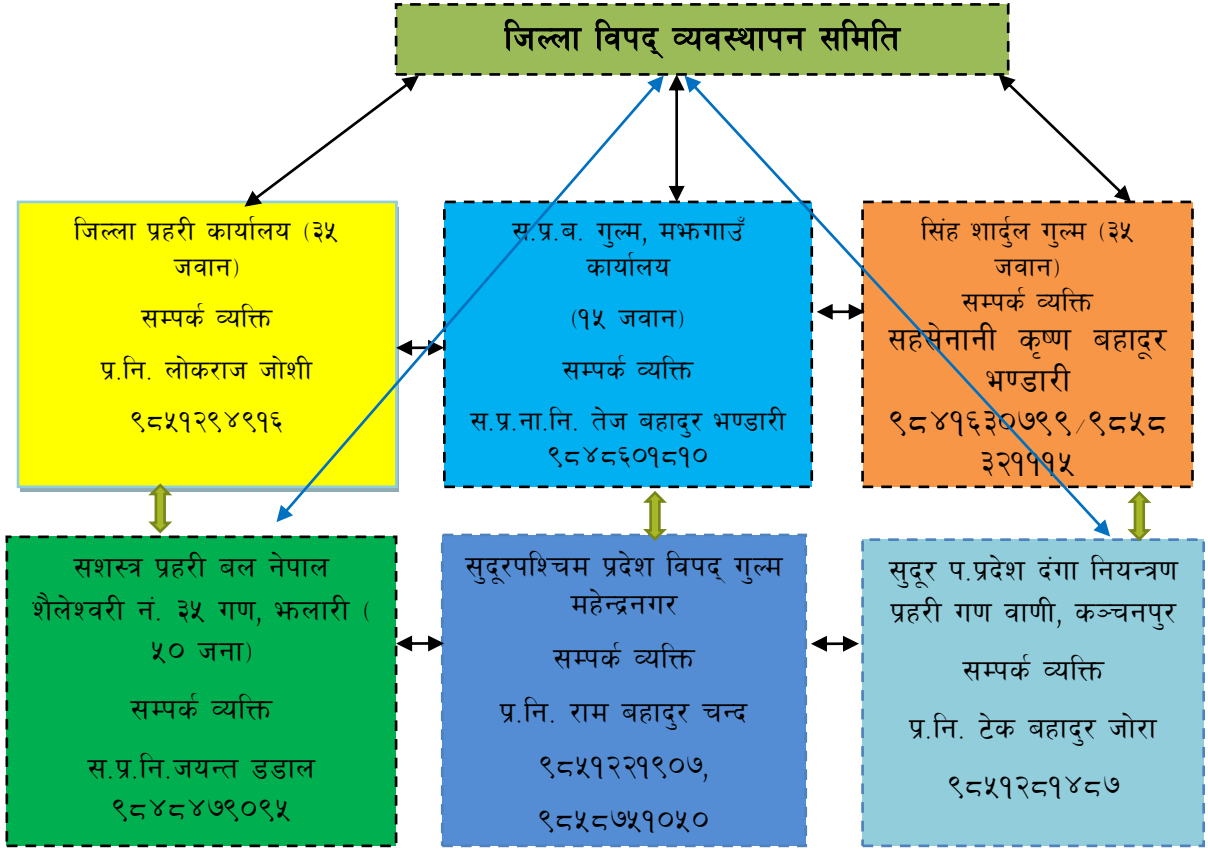 जिल्ला विपद् व्यवस्थापन समिति
जिल्ला प्रहरी कार्यालय (३५
जवान)
सम्पर्क व्यक्ति
प्र.नि. लोकराज जोशी
९८५१२९४९१६
स.प्र.ब. गुल्म, मझगाउँ
कार्यालय
(१५ जवान)
सम्पर्क व्यक्ति
स.प्र.ना.नि. तेज बहादुर भण्डारी
९८४८६०१८१०
सिंह शार्दुल गुल्म (३५
जवान)
सम्पर्क व्यक्ति
सहसेनानी कृष्ण बहादूर
भण्डारी
९८४१६३०७९९/९८५८
३२१११५
सशस्त्र प्रहरी बल नेपाल
शैलेश्वरी नं. ३५ गण, झलारी (
५० जना)
सम्पर्क व्यक्ति
स.प्र.नि.जयन्त डडाल
९८४८४७९०९५
सुदूरपश्चिम प्रदेश विपद् गुल्म
महेन्द्रनगर
सम्पर्क व्यक्ति
प्र.नि. राम बहादुर चन्द
९८५१२२१९०७,
९८५८७५१०५०
सुदूर प.प्रदेश दंगा नियन्त्रण
प्रहरी गण वाणी, कञ्चनपुर
सम्पर्क व्यक्ति
प्र.नि. टेक बहादुर जोरा
९८५१२८१४८७